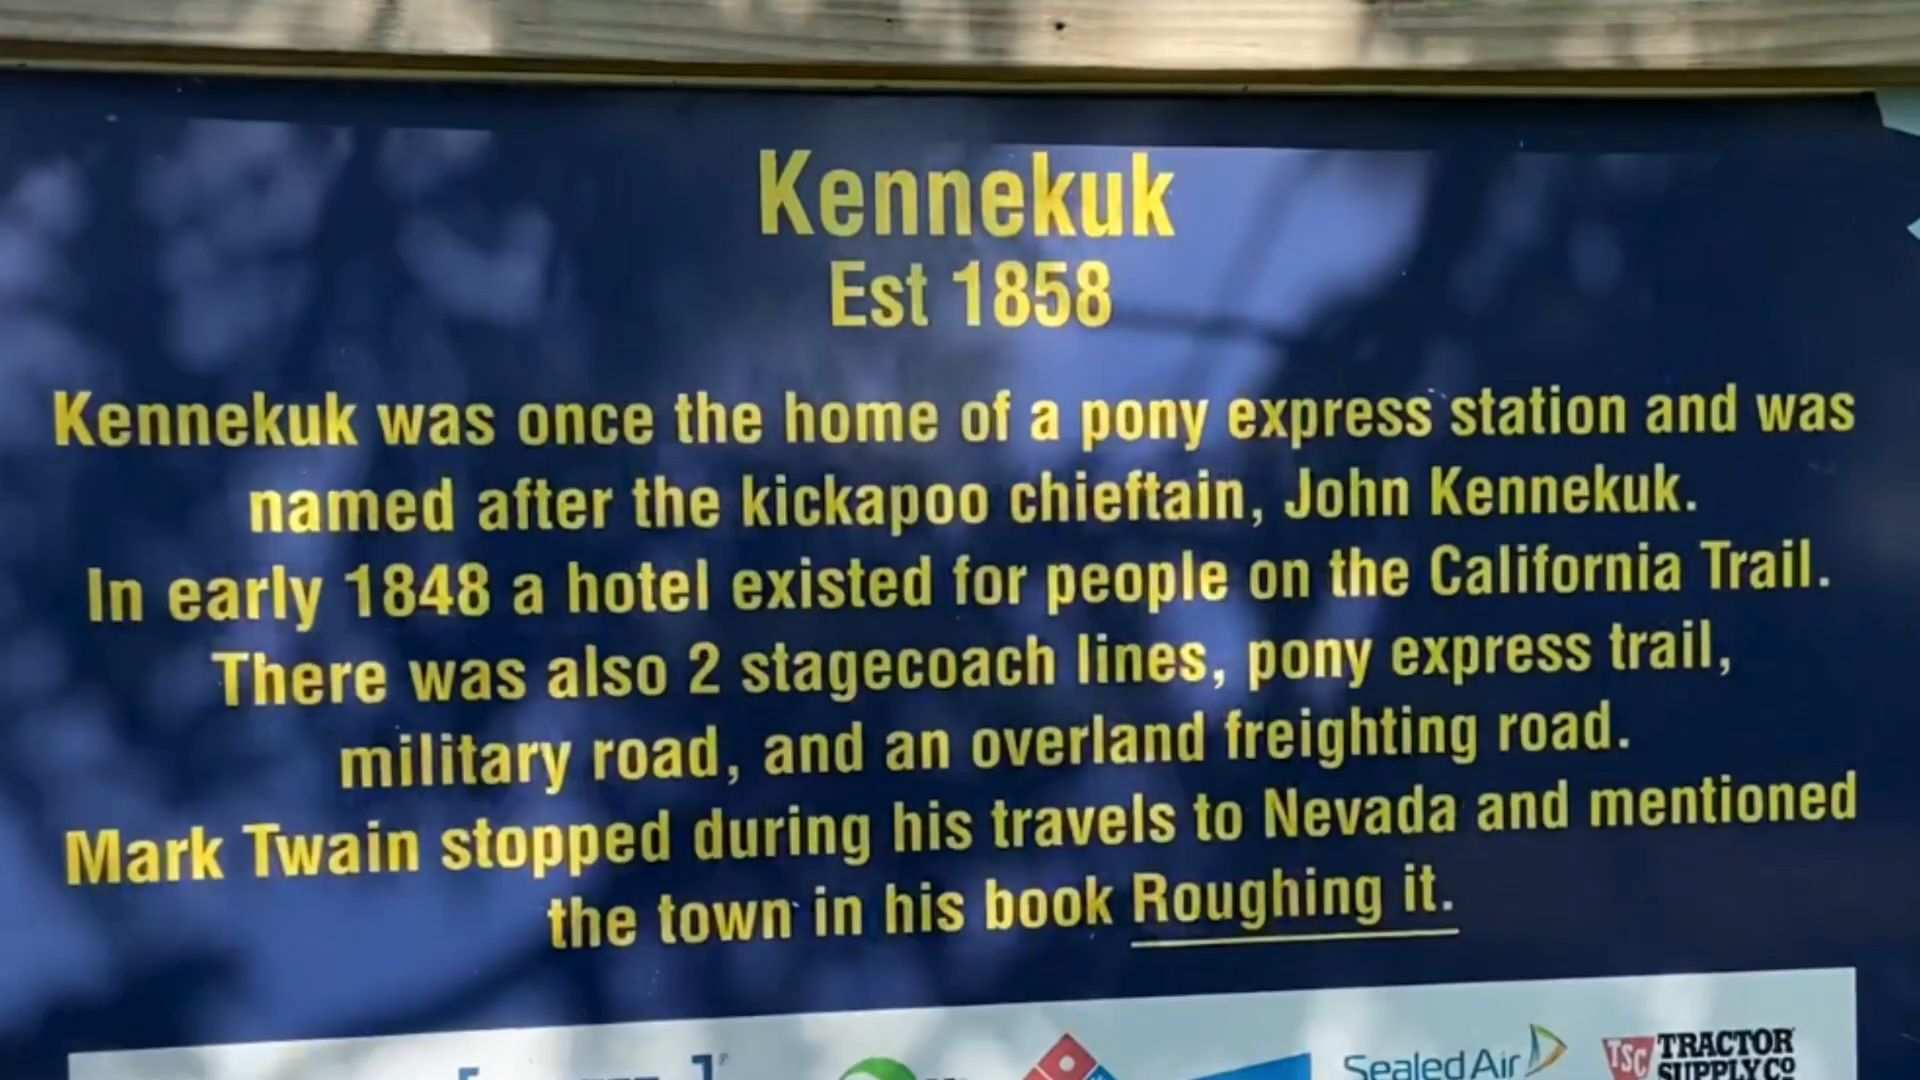 Kennekuk
Est 1858
Kennekuk was once the home of a pony express station and was
named after the kickapoo chieftain, John Kennekuk.
In early 1848 a hotel existed for people on the California Trail.
There was also 2 stagecoach lines, pony express trail,
military road, and an overland freighting road.
Mark Twain stopped during his travels to Nevada and mentioned
the town in his book Roughing it.
Sealed Air
TSC TRACTOR
SUPPLY CO